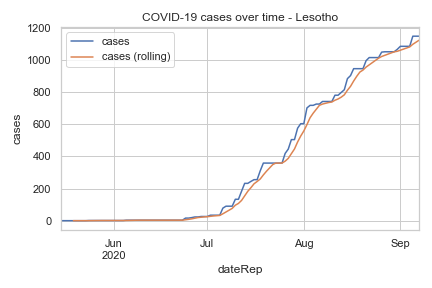 COVID-19 cases over time - Lesotho
cases
cases (rolling)
1200
1000
800
600
400
200
0
cases
Jun
2020
Jul
Aug
Sep
dateRep